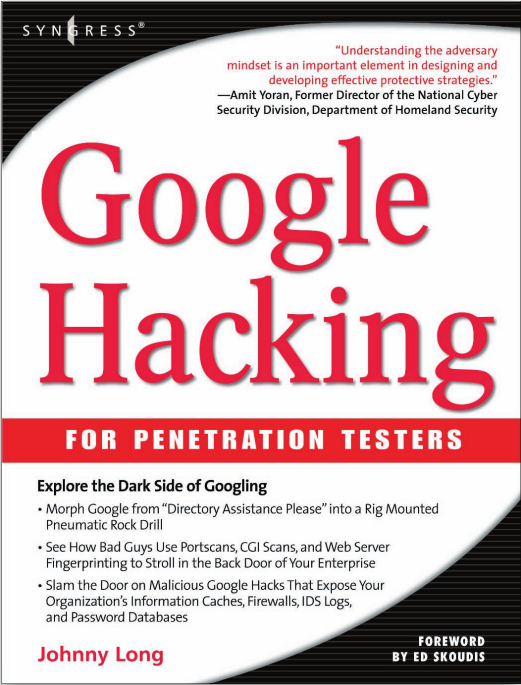 SYNGRESS®
“Understanding the adversary
mindset is an important element in designing and
developing effective protective strategies.”
—Amit Yoran, Former Director of the National Cyber
Security Division, Department of Homeland Security
Google
Hacking
FOR PENETRATION TESTERS
Explore the Dark Side of Googling
• Morph Google from “Directory Assistance Please” into a Rig Mounted
Pneumatic Rock Drill
• See How Bad Guys Use Portscans, CGI Scans, and Web Server
Fingerprinting to Stroll in the Back Door of Your Enterprise
• Slam the Door on Malicious Google Hacks That Expose Your
Organization’s Information Caches, Firewalls, IDS Logs,
and Password Databases
Johnny Long
FOREWORD
BY ED SKOUDIS